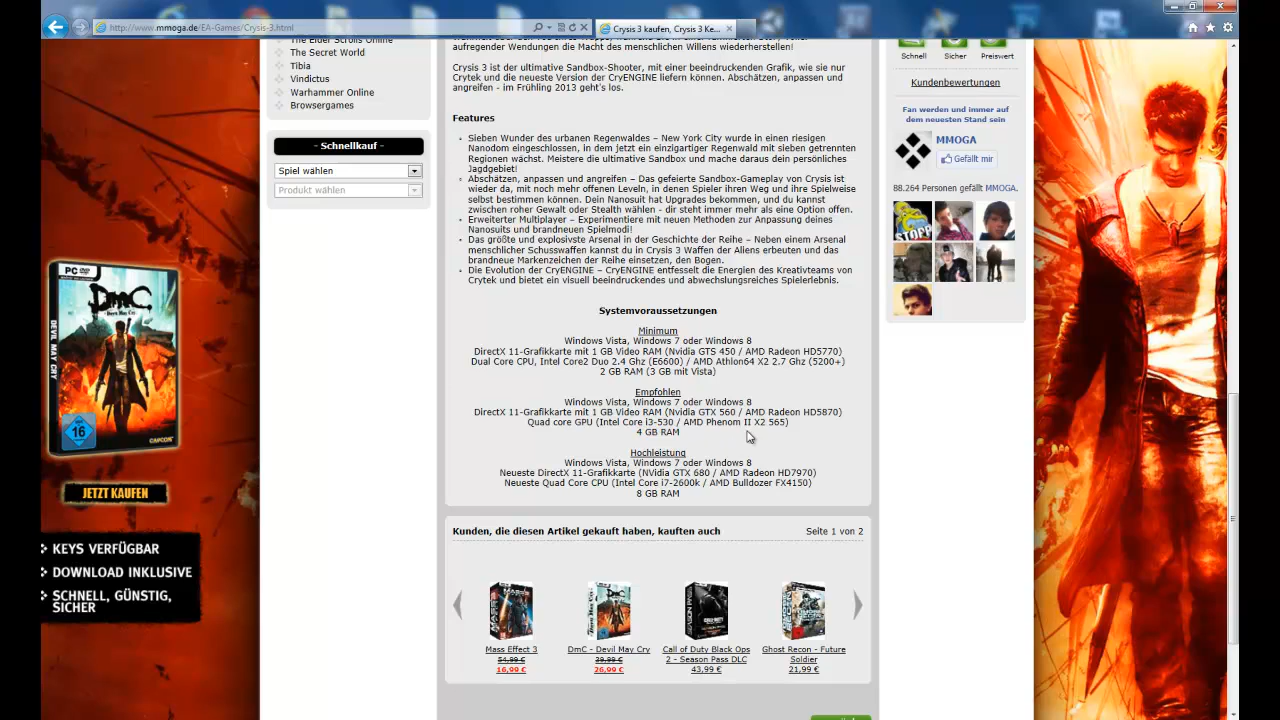 http://www.mmoga.de/EA-Games/Crysis-3.html
Crysis 3 kaufen, Crysis 3 Ke...
The Elder Scrolls Online
The Secret World
Tibia
Vindictus
Warhammer Online
Browsergames
- Schnellkauf -
Spiel wählen
Produkt wählen
PC DVD
DmC
Devil May Cry
DEVIL MAY CRY
16
CAPCOM
JETZT KAUFEN
KEYS VERFÜGBAR
DOWNLOAD INKLUSIVE
SCHNELL, GÜNSTIG,
SICHER
aufregender Wendungen die Macht des menschlichen Willens wiederherstellen!
Crysis 3 ist der ultimative Sandbox-Shooter, mit einer beeindruckenden Grafik, wie sie nur
Crytek und die neueste Version der CryENGINE liefern können. Abschätzen, anpassen und
angreifen - im Frühling 2013 geht's los.
Features
Sieben Wunder des urbanen Regenwaldes – New York City wurde in einen riesigen
Nanodom eingeschlossen, in dem jetzt ein einzigartiger Regenwald mit sieben getrennten
Regionen wächst. Meistere die ultimative Sandbox und mache daraus dein persönliches
Jagdgebiet!
Abschätzen, anpassen und angreifen – Das gefeierte Sandbox-Gameplay von Crysis ist
wieder da, mit noch mehr offenen Leveln, in denen Spieler ihren Weg und ihre Spielweise
selbst bestimmen können. Dein Nanosuit hat Upgrades bekommen, und du kannst
zwischen roher Gewalt oder Stealth wählen - dir steht immer mehr als eine Option offen.
Erweiterter Multiplayer – Experimentiere mit neuen Methoden zur Anpassung deines
Nanosuits und brandneuen Spielmodi!
Das größte und explosivste Arsenal in der Geschichte der Reihe – Neben einem Arsenal
menschlicher Schusswaffen kannst du in Crysis 3 Waffen der Aliens erbeuten und das
brandneue Markenzeichen der Reihe einsetzen, den Bogen.
Die Evolution der CryENGINE – CryENGINE entfesselt die Energien des Kreativteams von
Crytek und bietet ein visuell beeindruckendes und abwechslungsreiches Spielerlebnis.
Systemvoraussetzungen
Minimum
Windows Vista, Windows 7 oder Windows 8
DirectX 11-Grafikkarte mit 1 GB Video RAM (Nvidia GTS 450 / AMD Radeon HD5770)
Dual Core CPU, Intel Core2 Duo 2.4 Ghz (E6600) / AMD Athlon64 X2 2.7 Ghz (5200+)
2 GB RAM (3 GB mit Vista)
Empfohlen
Windows Vista, Windows 7 oder Windows 8
DirectX 11-Grafikkarte mit 1 GB Video RAM (Nvidia GTX 560 / AMD Radeon HD5870)
Quad core GPU (Intel Core i3-530 / AMD Phenom II X2 565)
4 GB RAM
Hochleistung
Windows Vista, Windows 7 oder Windows 8
Neueste DirectX 11-Grafikkarte (NVidia GTX 680 / AMD Radeon HD7970)
Neueste Quad Core CPU (Intel Core i7-2600k / AMD Bulldozer FX4150)
8 GB RAM
Kunden, die diesen Artikel gekauft haben, kauften auch
Seite 1 von 2
Mass Effect 3
54,99 €
16,99 €
DmC - Devil May Cry
39,99 €
26,99 €
Call of Duty Black Ops
2 - Season Pass DLC
43,99 €
Ghost Recon - Future
Soldier
21,99 €
Schnell
Sicher
Preiswert
Kundenbewertungen
Fan werden und immer auf
dem neuesten Stand sein
MMOGA
Gefällt mir
88.264 Personen gefällt MMOGA.
STOPP